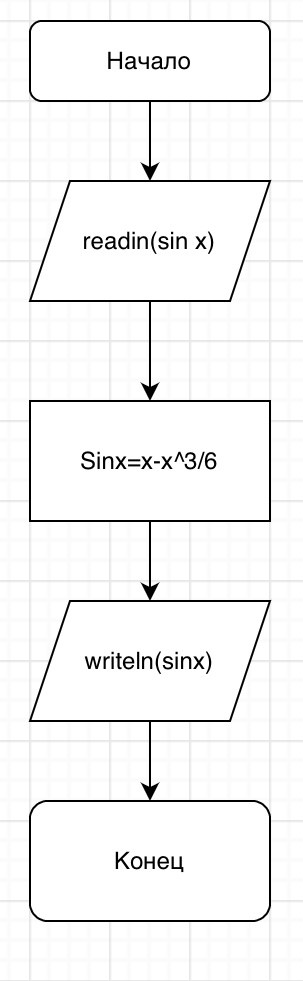 Начало
readin(sin x)
Sinx=x-x^3/6
writeln(sinx)
Конец